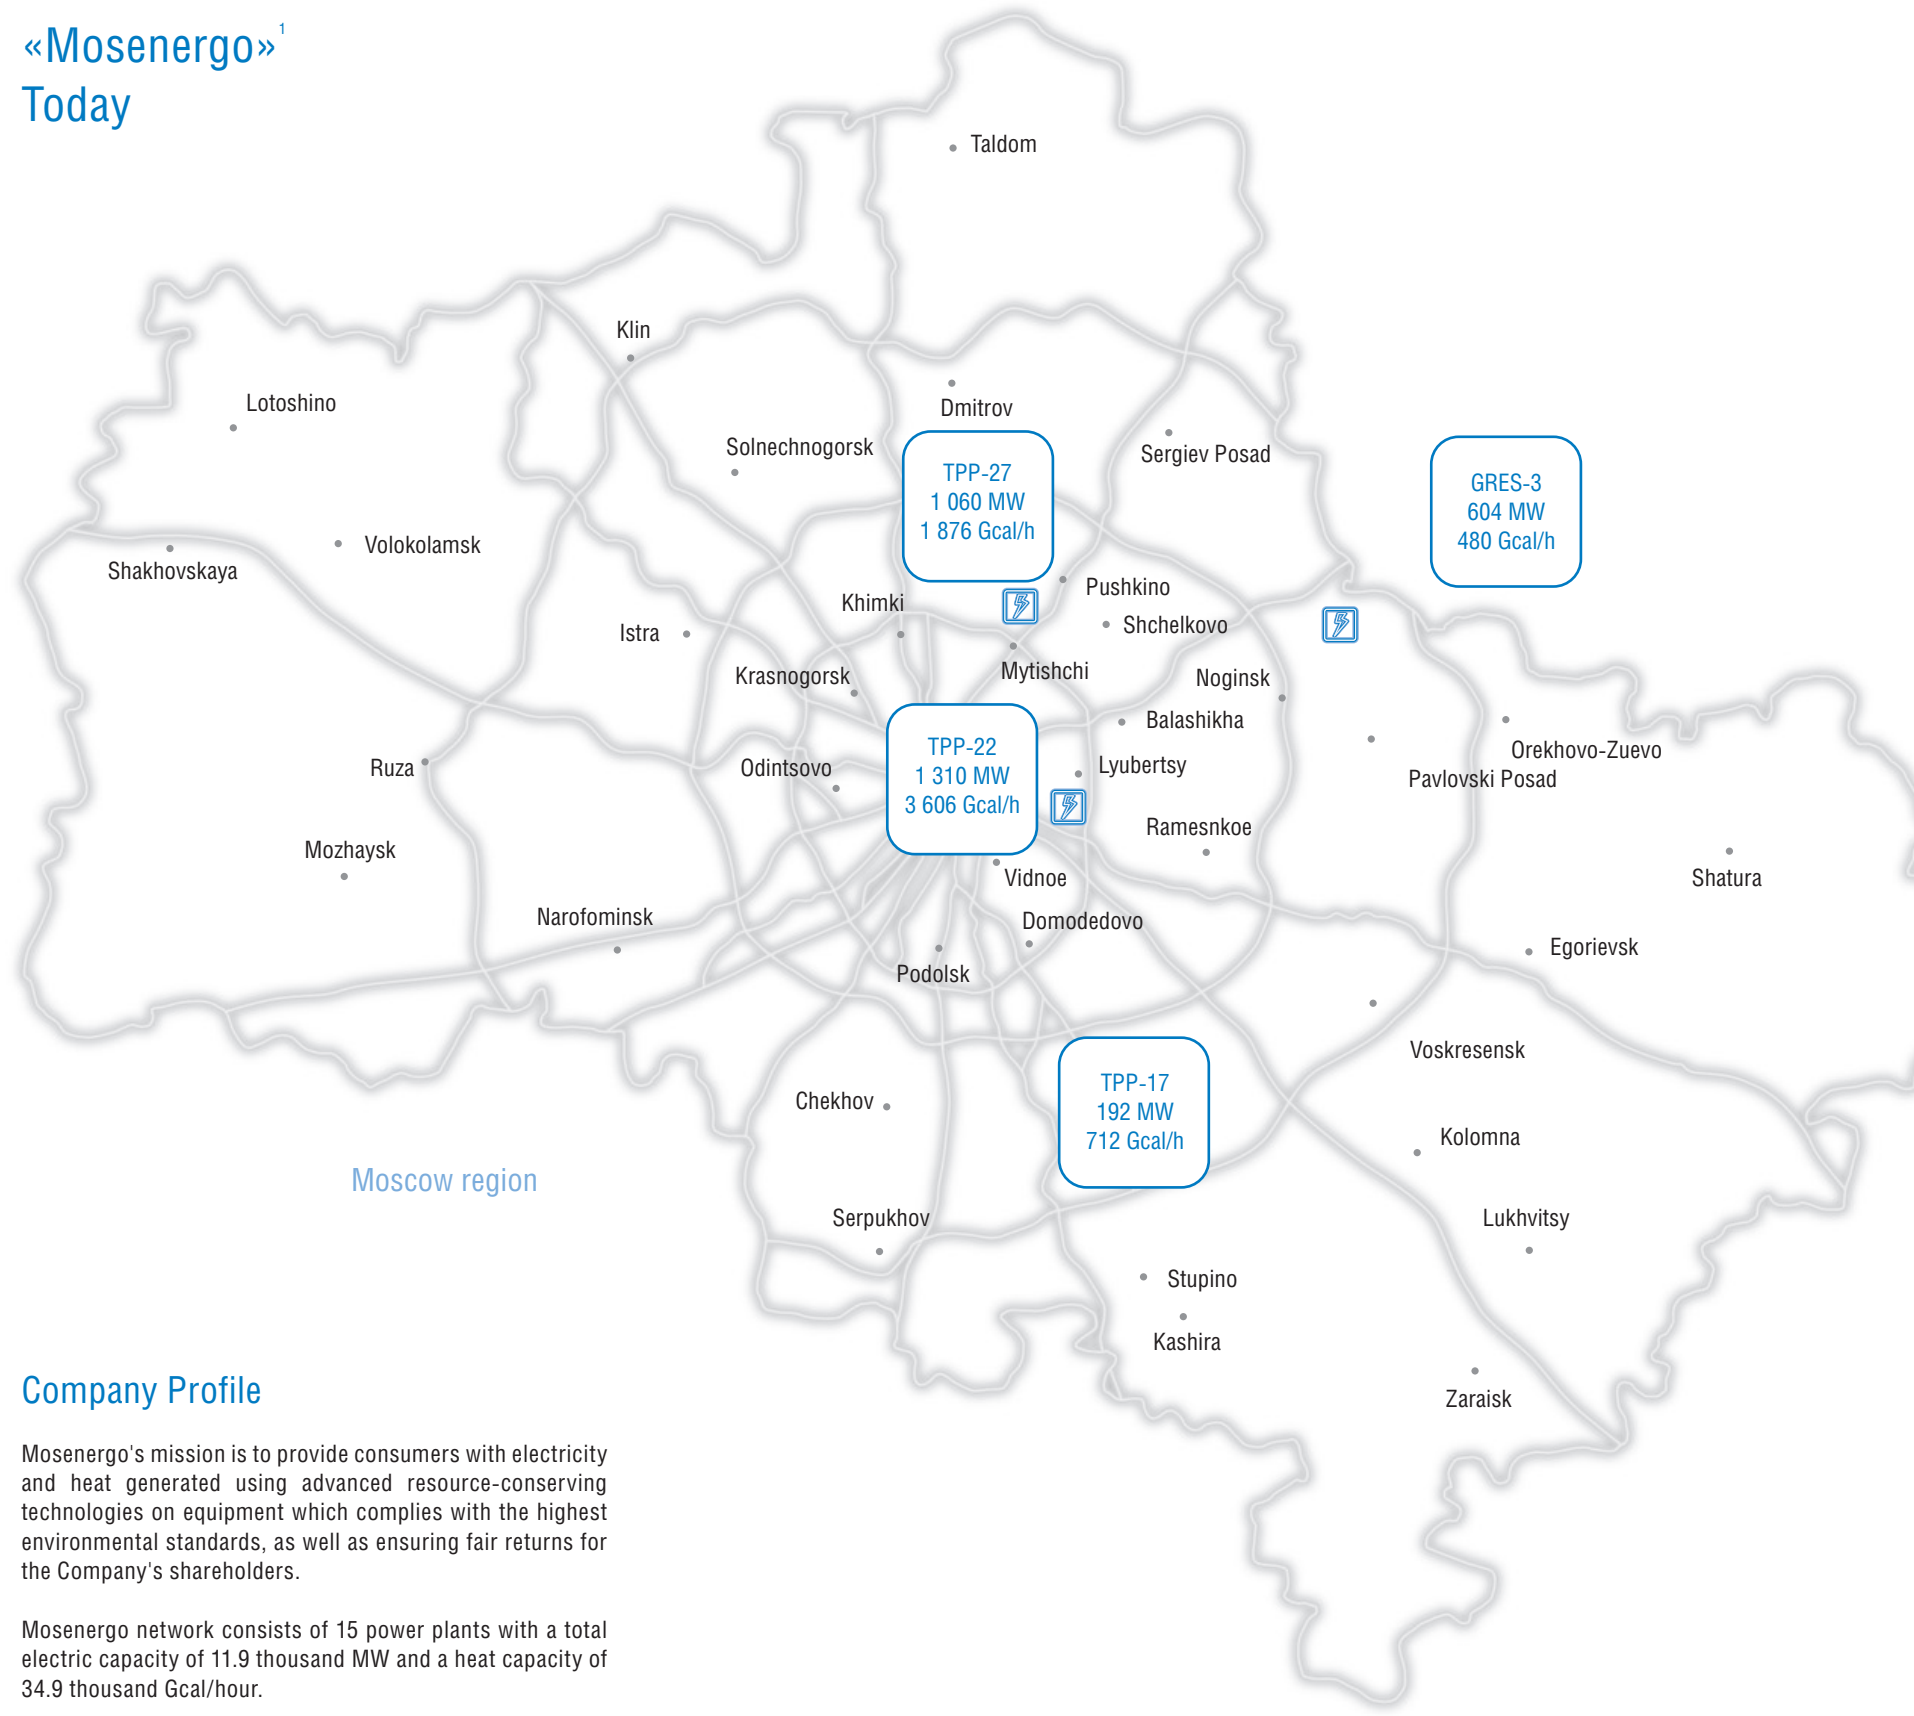 «Mosenergo»1
Today
Taldom
Klin
Lotoshino
Dmitrov
Solnechnogorsk
Sergiev Posad
TPP-27
1 060 MW
1 876 Gcal/h
GRES-3
604 MW
480 Gcal/h
Volokolamsk
Shakhovskaya
Pushkino
Khimki
Shchelkovo
Istra
Mytishchi
Krasnogorsk
Noginsk
Balashikha
Orekhovo-Zuevo
TPP-22
1 310 MW
3 606 Gcal/h
Ruza
Odintsovo
Lyubertsy
Pavlovski Posad
Ramesnkoe
Mozhaysk
Vidnoe
Shatura
Narofominsk
Domodedovo
Egorievsk
Podolsk
Voskresensk
TPP-17
192 MW
712 Gcal/h
Chekhov
Kolomna
Moscow region
Serpukhov
Lukhvitsy
Stupino
Kashira
Zaraisk
Company Profile
Mosenergo's mission is to provide consumers with electricity
and heat generated using advanced resource-conserving
technologies on equipment which complies with the highest
environmental standards, as well as ensuring fair returns for
the Company's shareholders.
Mosenergo network consists of 15 power plants with a total
electric capacity of 11.9 thousand MW and a heat capacity of
34.9 thousand Gcal/hour.